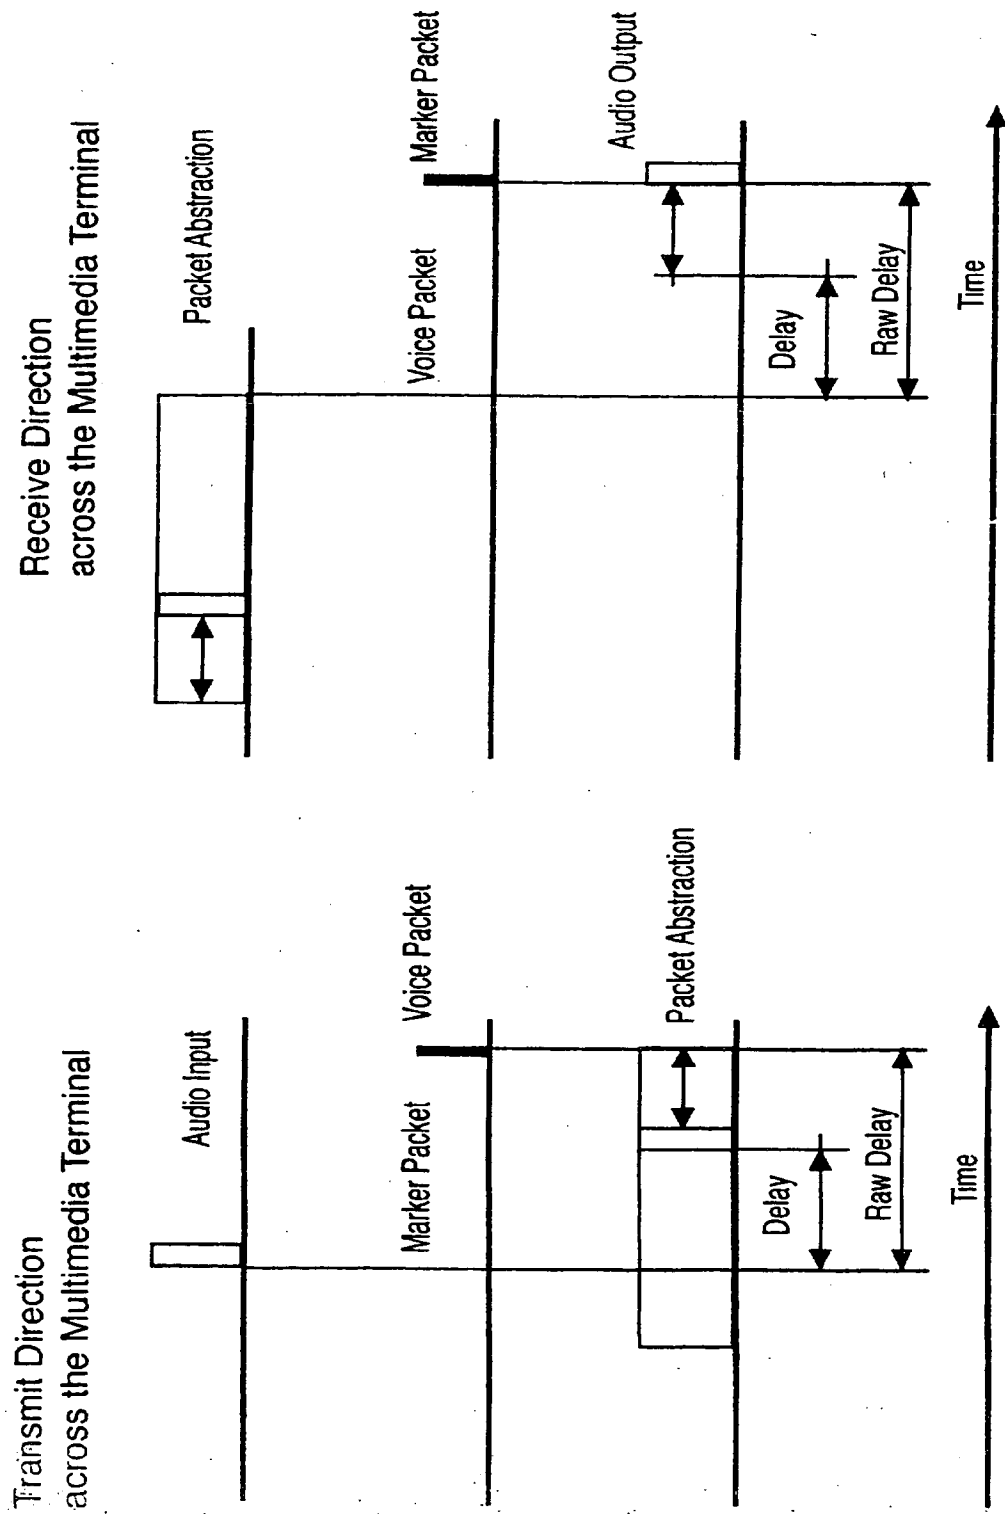 Transmit Direction
across the Multimedia Terminal
Audio Input
Marker Packet
Voice Packet
Packet Abstraction
Delay
Raw Delay
Time
Receive Direction
across the Multimedia Terminal
Packet Abstraction
Voice Packet
Marker Packet
Audio Output
Delay
Raw Delay
Time